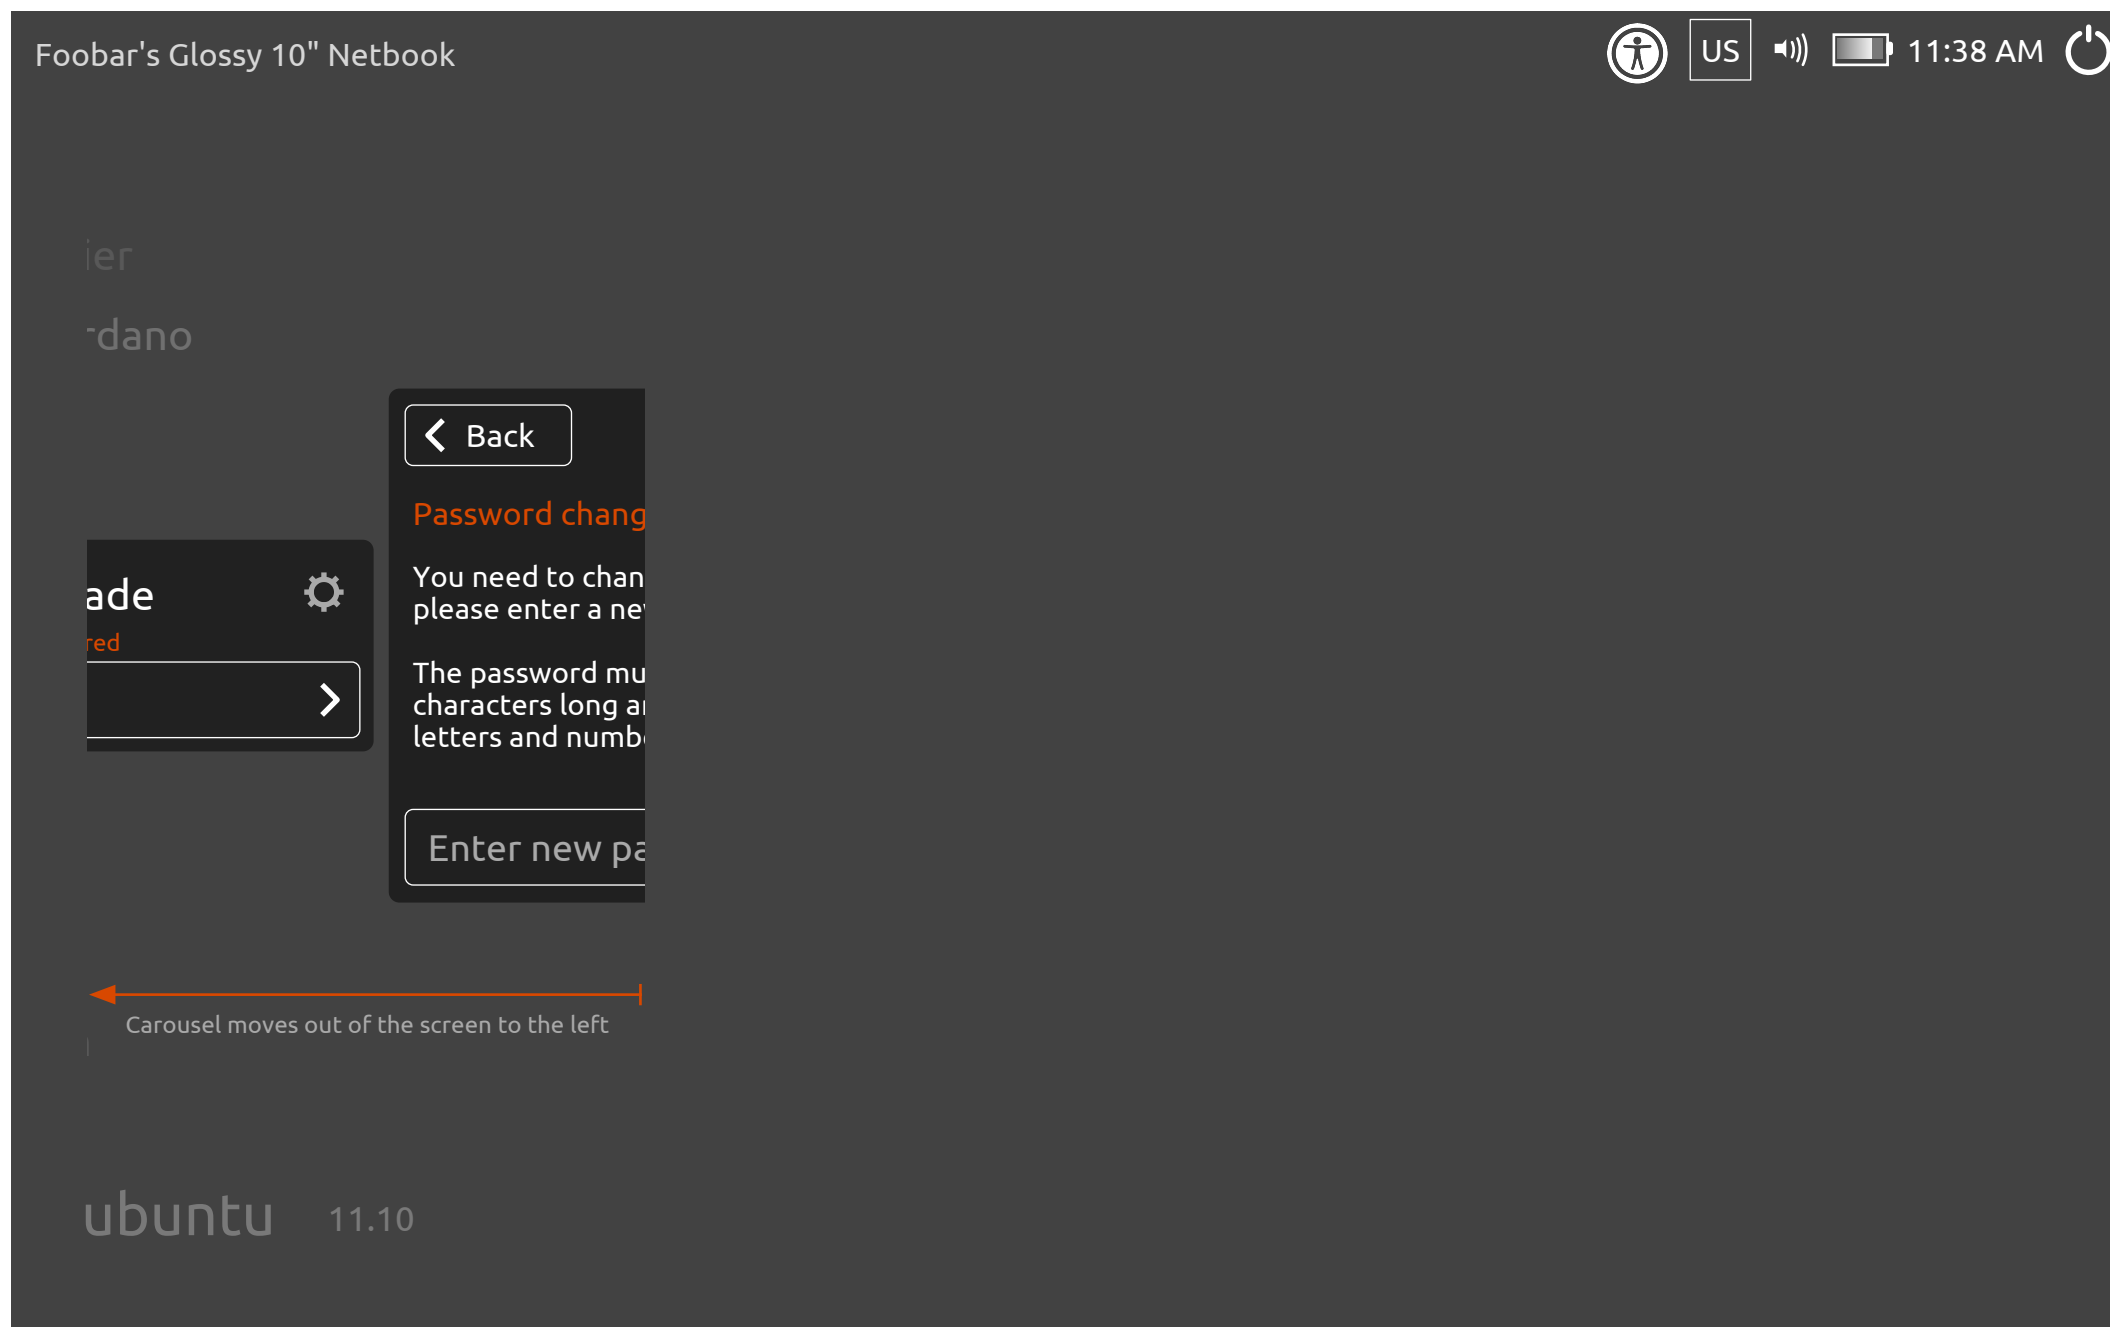 Foobar's Glossy 10" Netbook
US
11:38 AM
ier
rdano
Back
Password chang
You need to chan
please enter a ne
ade
red
The password mu
characters long a
letters and numb
Enter new pa
Carousel moves out of the screen to the left
ubuntu 11.10